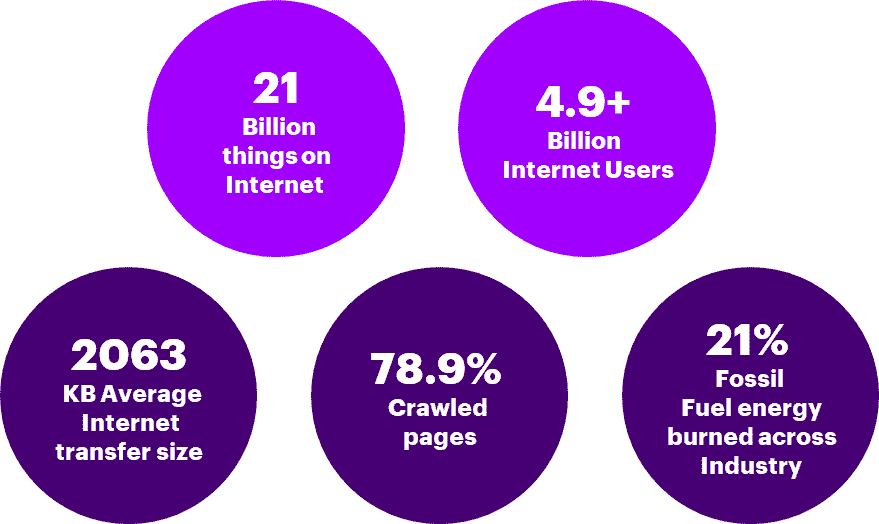 21
Billion
things on
Internet
4.9+
Billion
Internet Users
2063
KB Average
Internet
transfer size
78.9%
Crawled
pages
21%
Fossil
Fuel energy
burned across
Industry